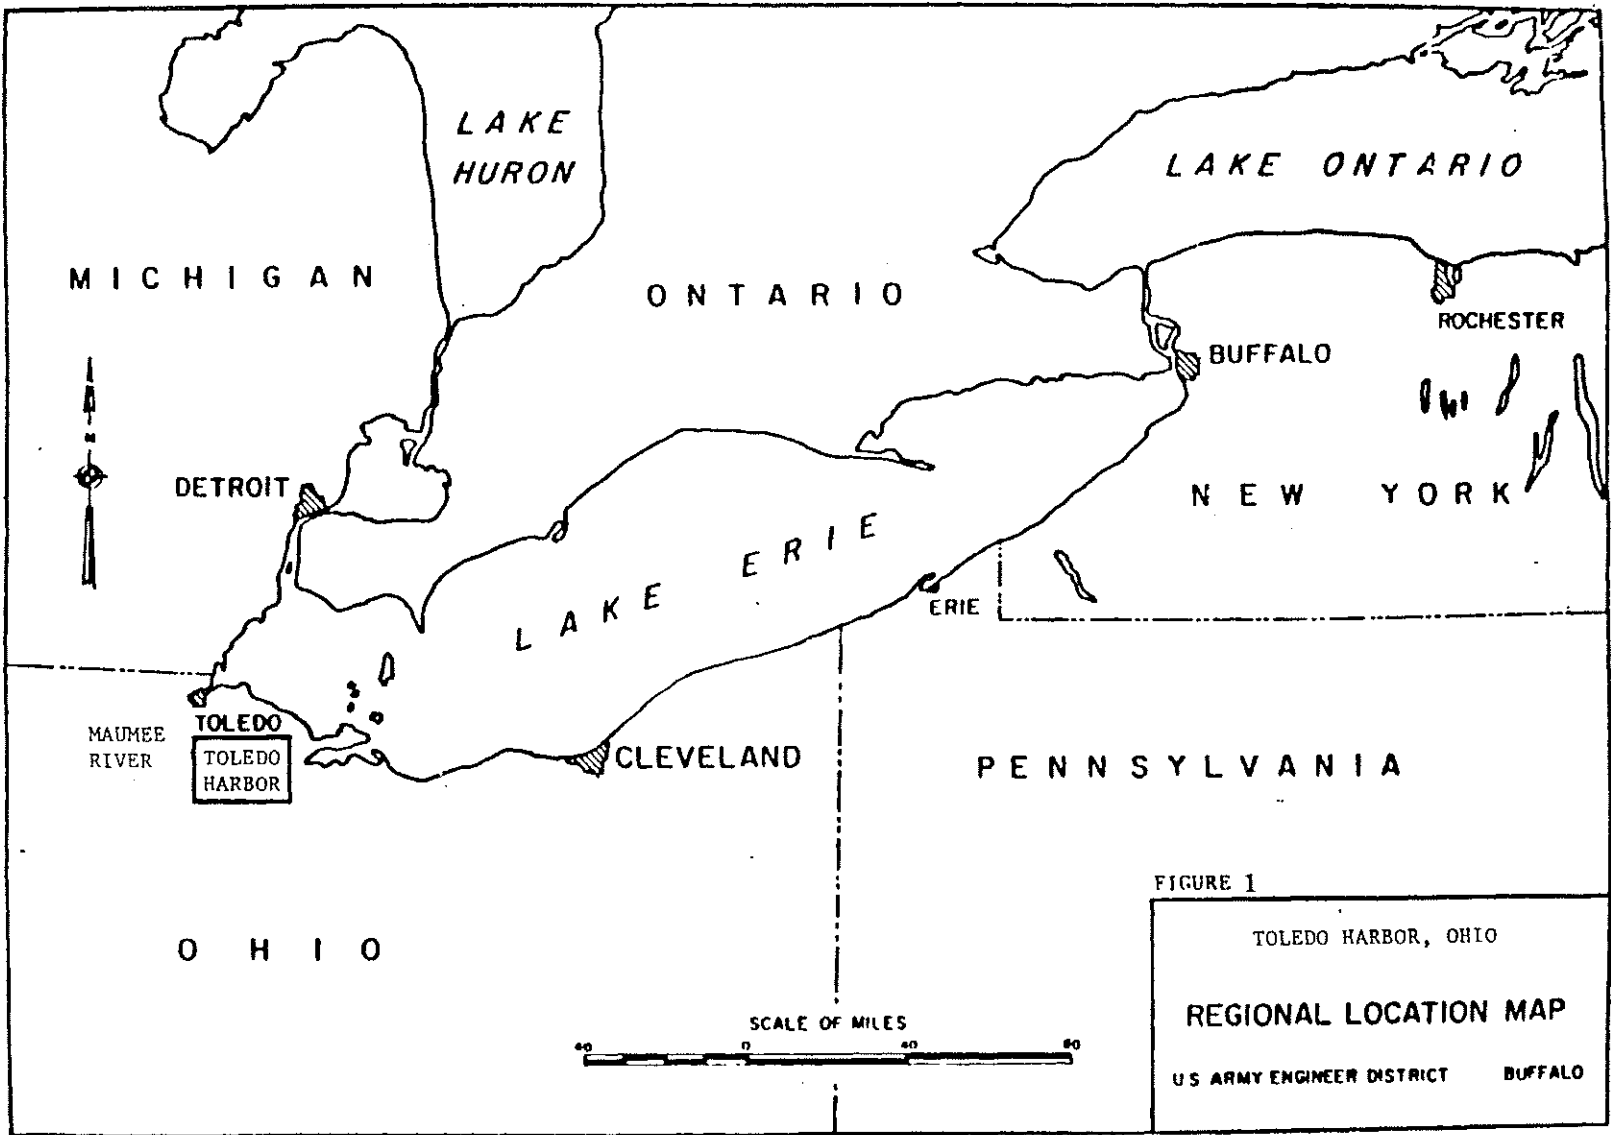 LAKE
HURON
LAKE ONTARIO
MICHIGAN
ONTARIO
ROCHESTER
BUFFALO
N
DETROIT
NEW YORK
LAKE ERIE
ERIE
TOLEDO
MAUMEE
RIVER
TOLEDO
HARBOR
CLEVELAND
PENNSYLVANIA
OHIO
FIGURE 1
TOLEDO HARBOR, OHIO
REGIONAL LOCATION MAP
U S ARMY ENGINEER DISTRICT BUFFALO
SCALE OF MILES
40 0 40 80